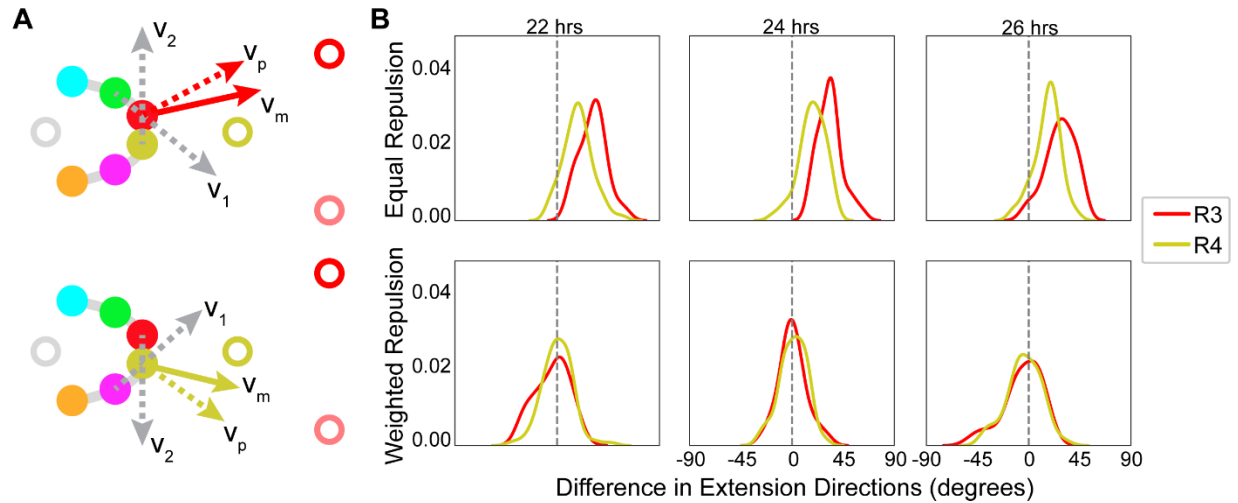 A
B
V2
Vp
Vm
V1
V1
Vm
Vp
V2
22 hrs
24 hrs
26 hrs
Equal Repulsion
0.04
0.02
0.00
Weighted Repulsion
0.04
0.02
0.00
-90 -45 0 45 90
-90 -45 0 45 90
Difference in Extension Directions (degrees)
R3
R4